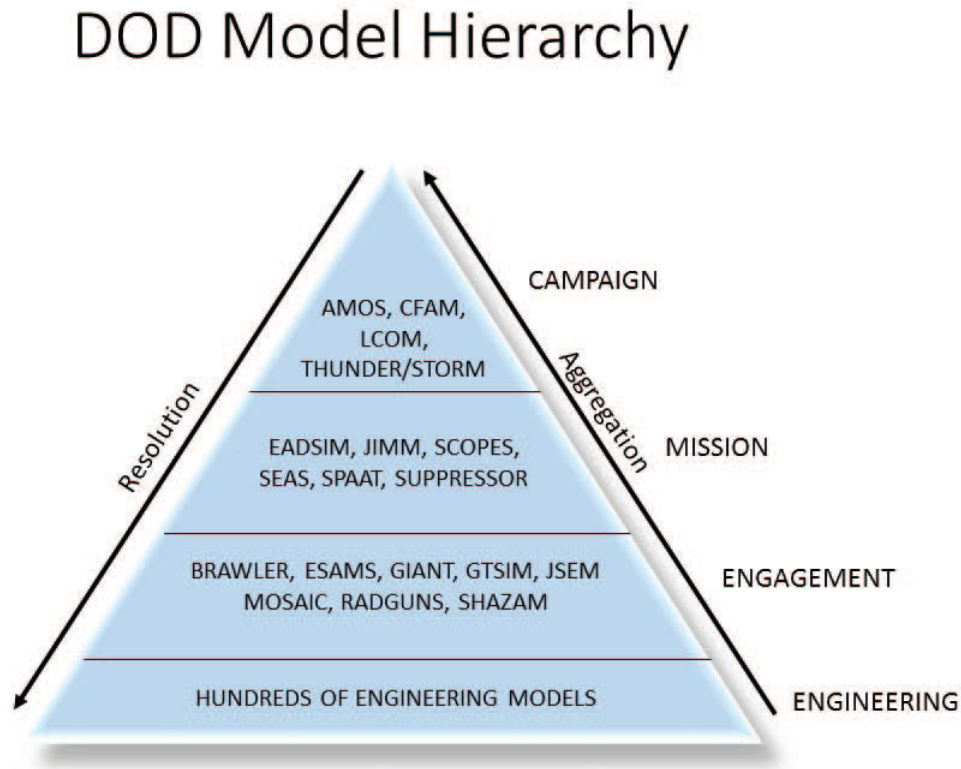 DOD Model Hierarchy
CAMPAIGN
AMOS, CFAM,
LCOM,
THUNDER/STORM
Resolution
Aggregation
MISSION
EADSIM, JIMM, SCOPES,
SEAS, SPAAT, SUPPRESSOR
ENGAGEMENT
BRAWLER, ESAMS, GIANT, GTSIM, JSEM
MOSAIC, RADGUNS, SHAZAM
HUNDREDS OF ENGINEERING MODELS
ENGINEERING